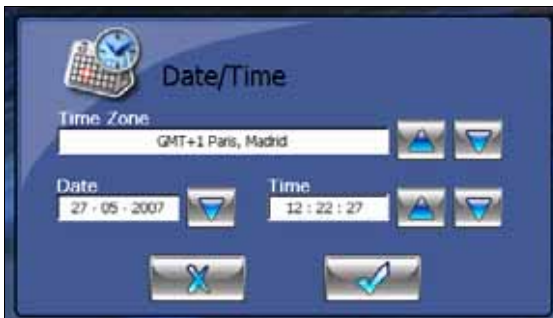 Date/Time
Time Zone
GMT+1 Paris, Madrid
Date
Time
27 - 05 - 2007
12 : 22 : 27